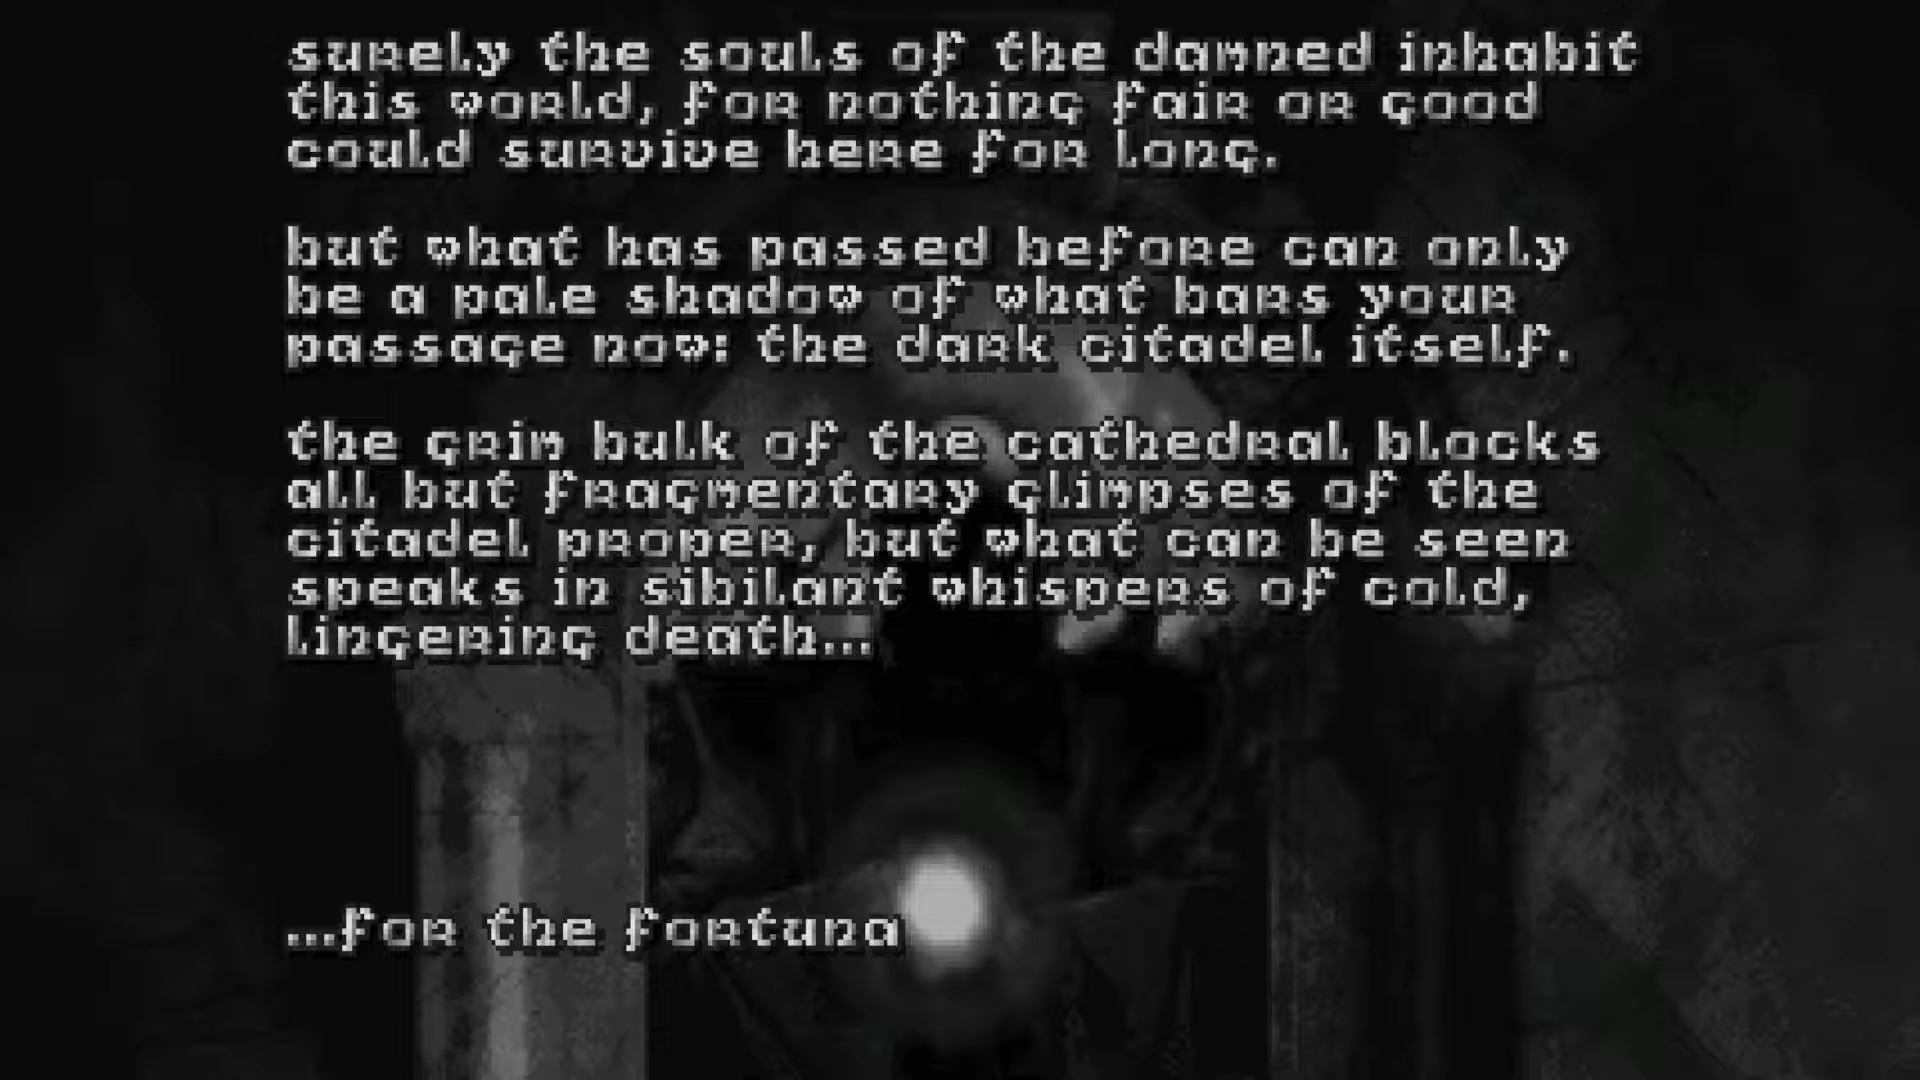 surely the souls of the damned inhabit
this world, for nothing fair or good
could survive here for long.
but what has passed before can only
be a pale shadow of what bars your
passage now: the dark citadel itself.
the grim bulk of the cathedral blocks
all but fragmentary glimpses of the
citadel proper, but what can be seen
speaks in sibilant whispers of cold,
lingering death...
...for the fortuna